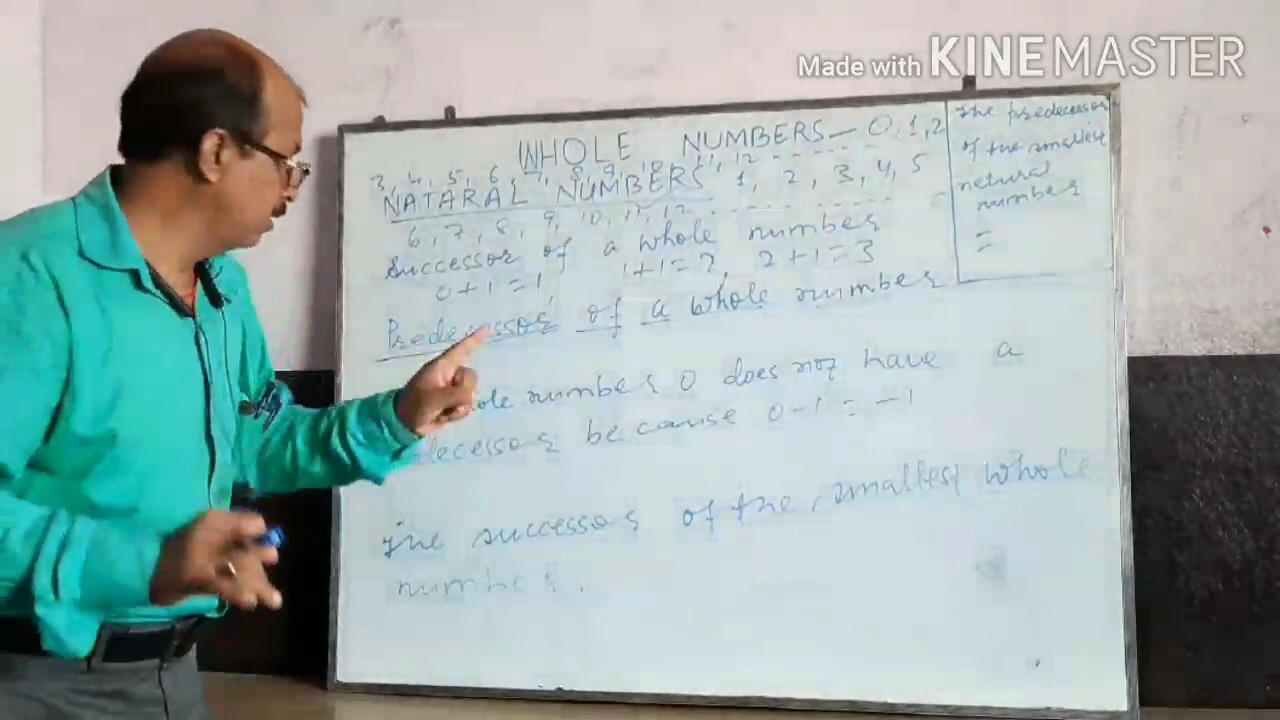 Made with KINEMASTER
WHOLE NUMBERS - 0, 1, 2
3, 4, 5, 6, 7, 8, 9, 10, 11, 12 -------
NATARAL NUMBERS 1, 2, 3, 4, 5
6, 7, 8, 9, 10, 11, 12 ---------
Successor of a whole number
0+1=1, 1+1=2, 2+1=3
Predecessor of a whole number
number 0 does not have a
because 0-1 = -1
The successor of the smallest whole
number.
The predecessor
of the smallest
netural
number
=